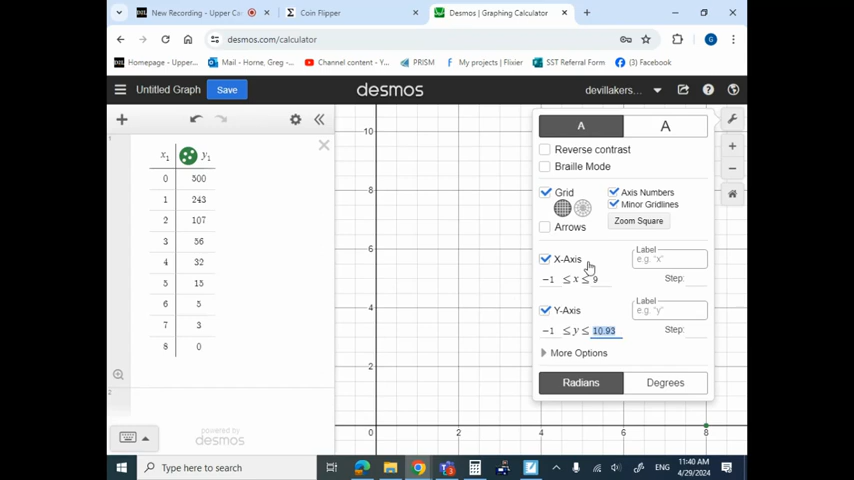 New Recording - Upper Ca
Coin Flipper
Desmos | Graphing Calculator
desmos.com/calculator
Homepage - Upper...
Mail - Horne, Greg -...
Channel content - Y...
PRISM
My projects | Flixier
SST Referral Form
(3) Facebook
Untitled Graph
Save
desmos
devillakers...
1
x₁ y₁
0 500
1 243
2 107
3 56
4 32
5 15
6 5
7 3
8 0
2
powered by
desmos
10
8
6
4
2
0
2
4
6
8
A A
Reverse contrast
Braille Mode
Grid
Axis Numbers
Minor Gridlines
Arrows
Zoom Square
X-Axis
Label
e.g. "x"
−1 ≤ x ≤ 9
Step:
Y-Axis
Label
e.g. "y"
−1 ≤ y ≤ 10.93
Step:
More Options
Radians Degrees
Type here to search
ENG
11:40 AM
4/29/2024